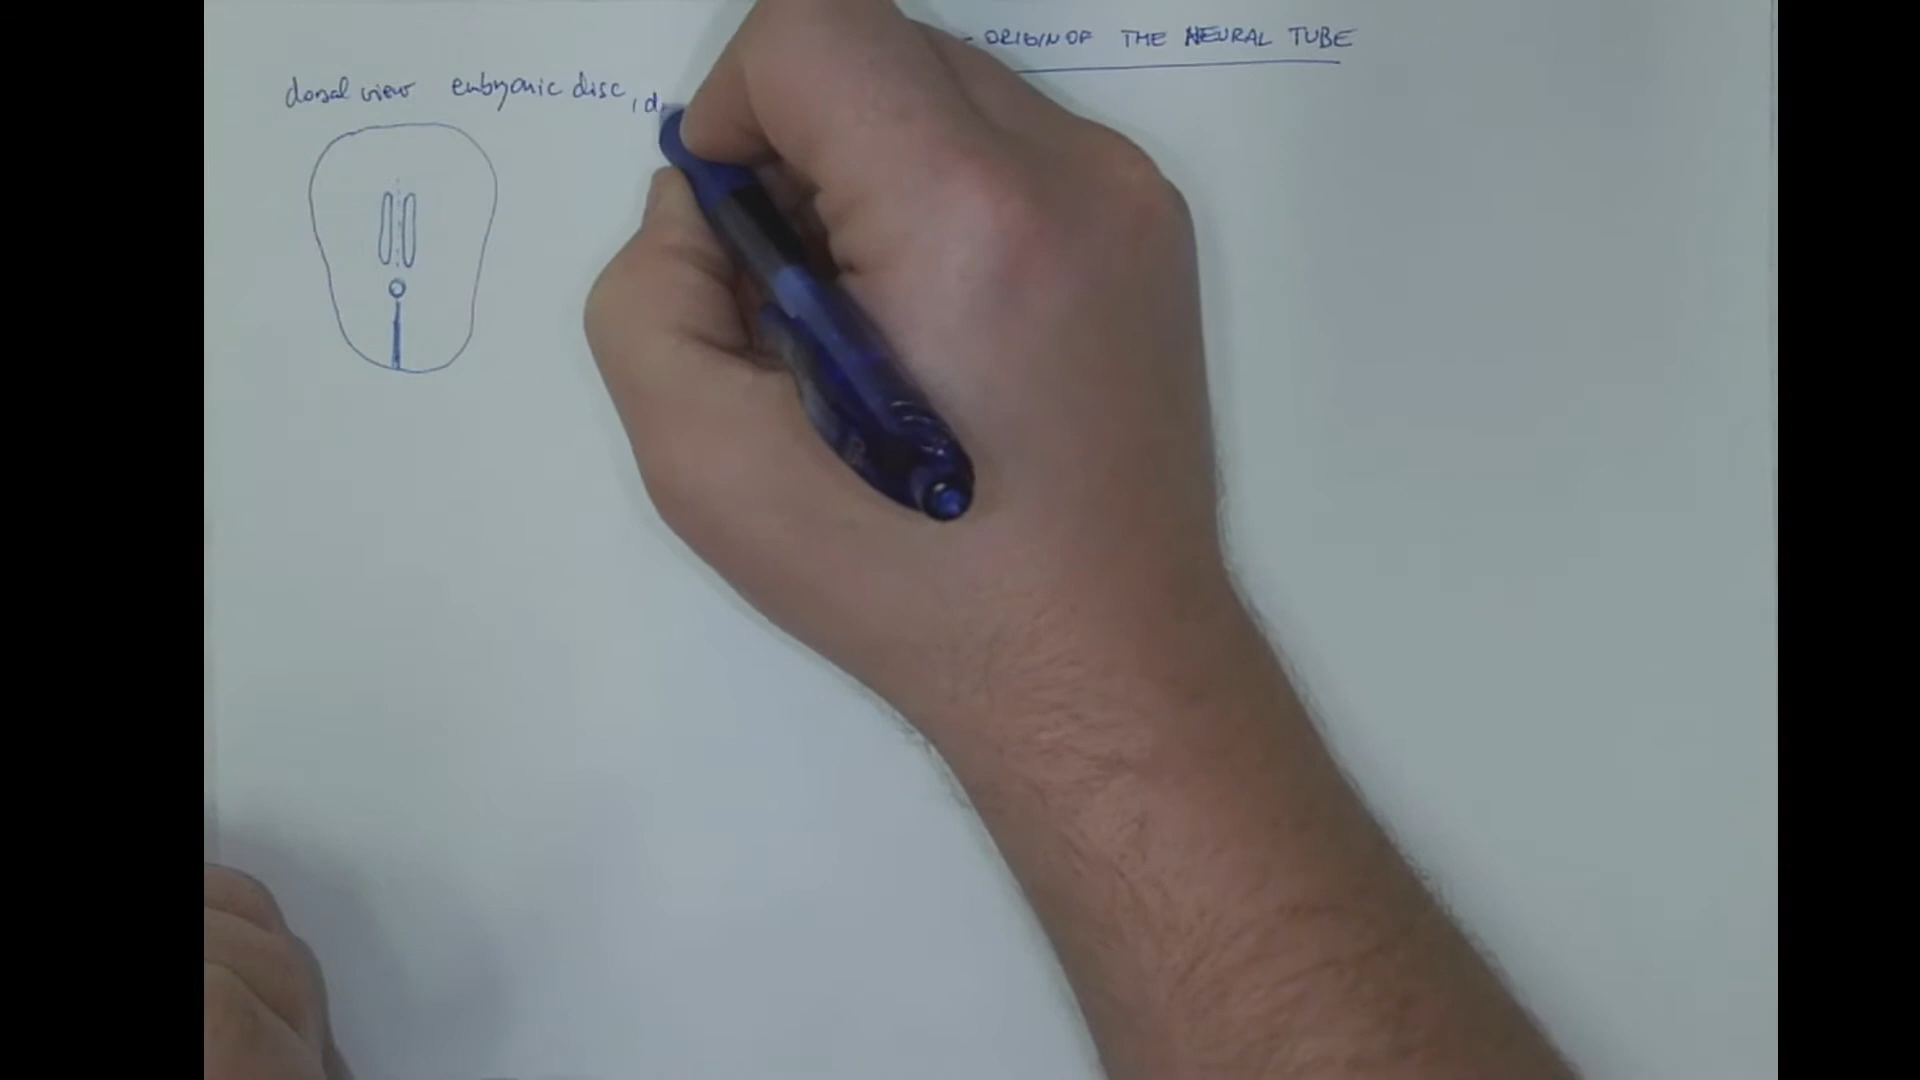 - ORIGIN OF THE NEURAL TUBE
dorsal view embryonic disc, d